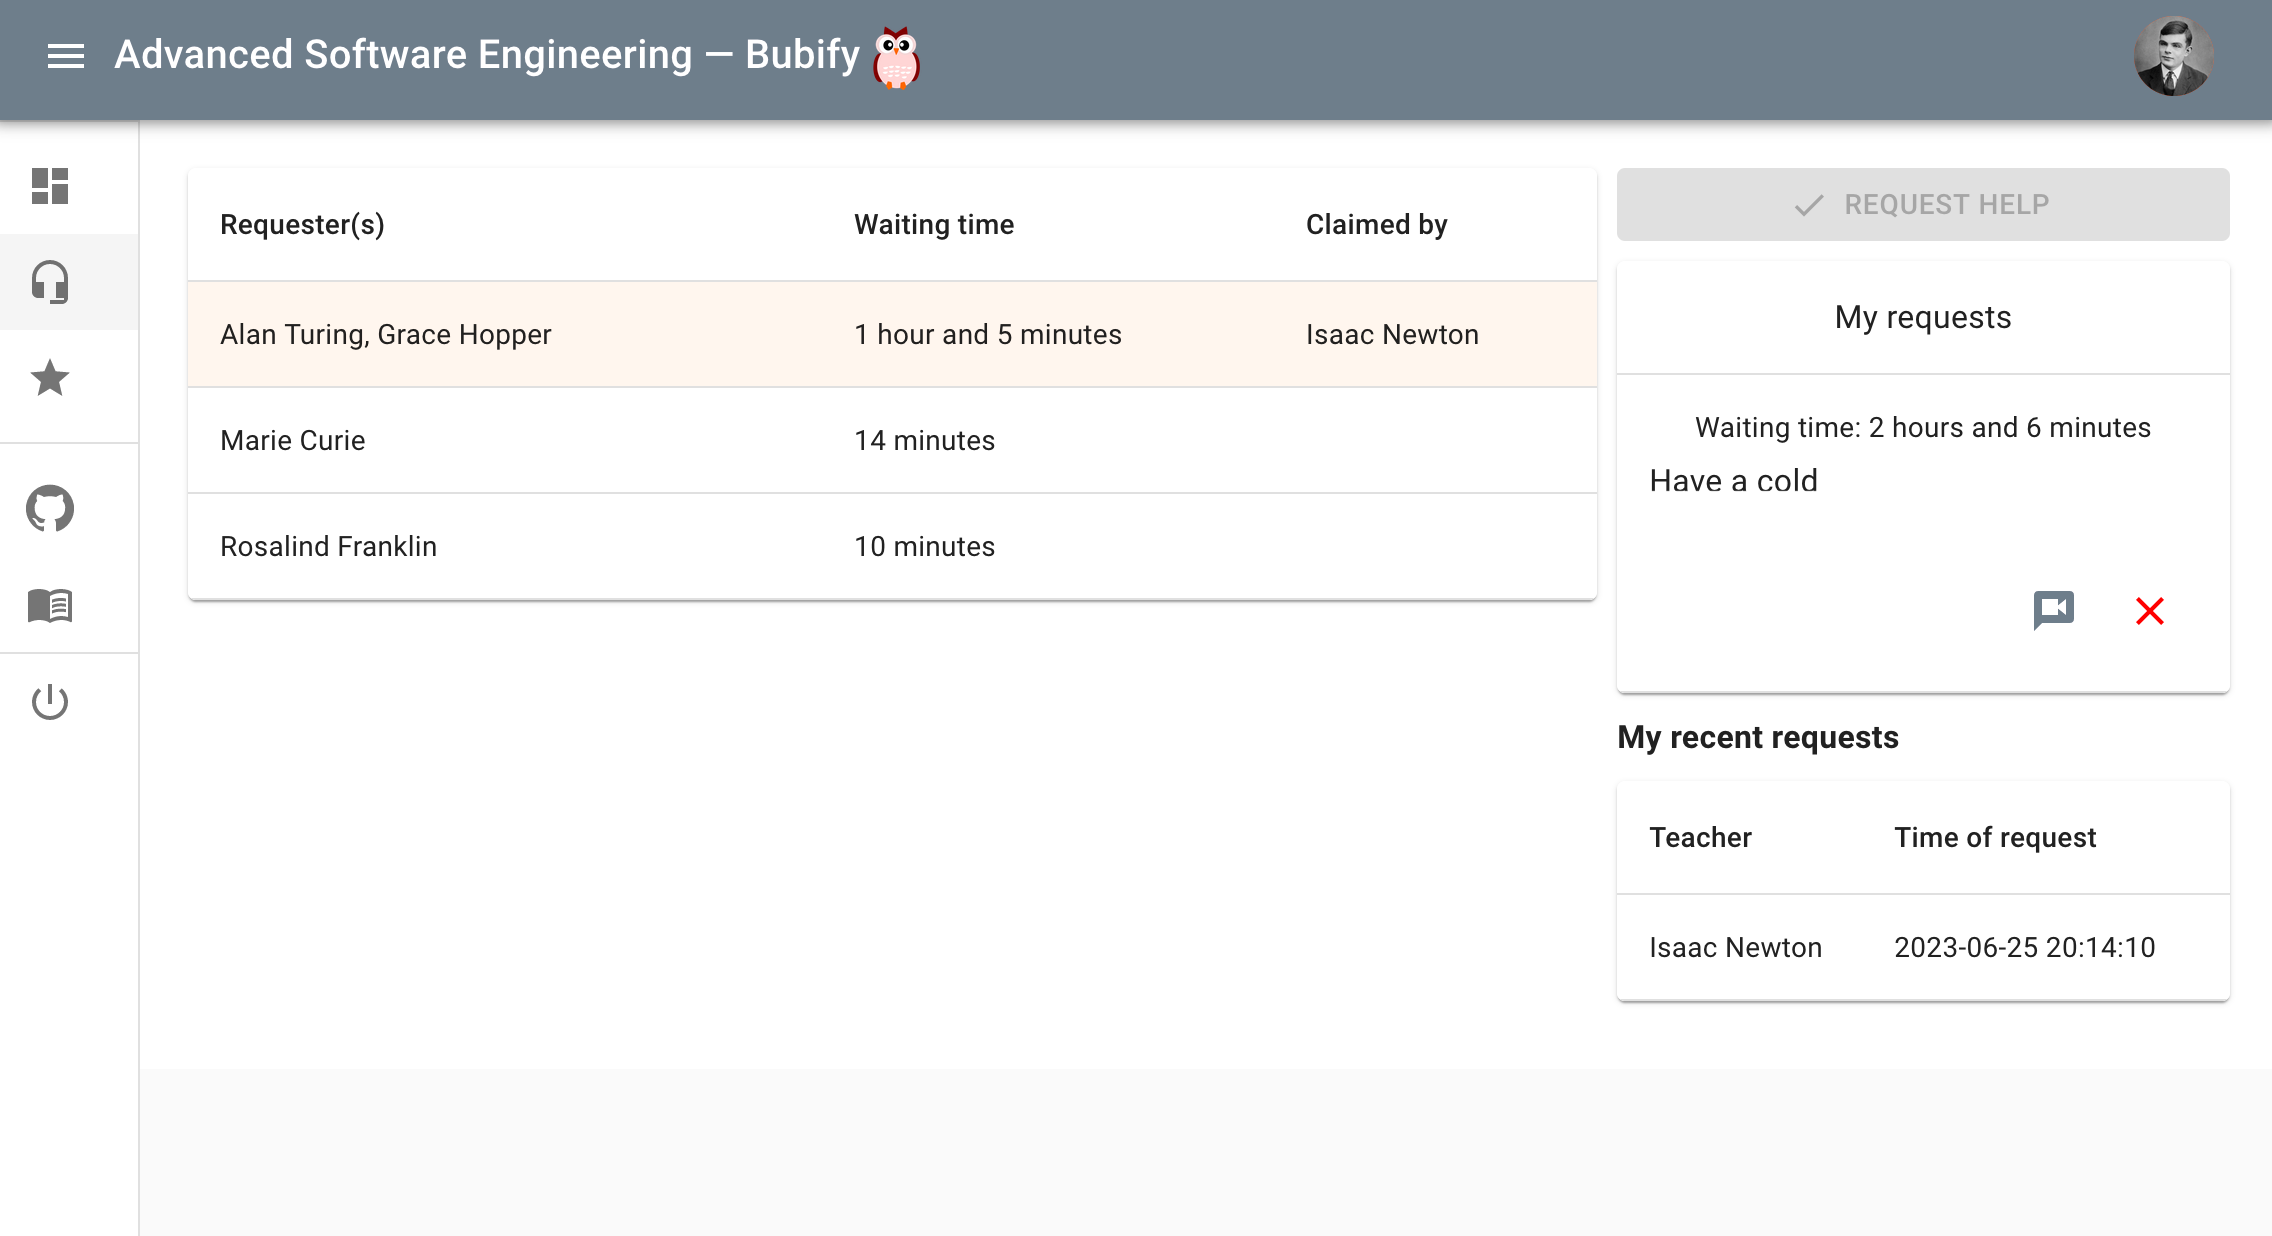 Advanced Software Engineering — Bubify
Requester(s) Waiting time Claimed by
Alan Turing, Grace Hopper 1 hour and 5 minutes Isaac Newton
Marie Curie 14 minutes
Rosalind Franklin 10 minutes
REQUEST HELP
My requests
Waiting time: 2 hours and 6 minutes
Have a cold
My recent requests
Teacher Time of request
Isaac Newton 2023-06-25 20:14:10